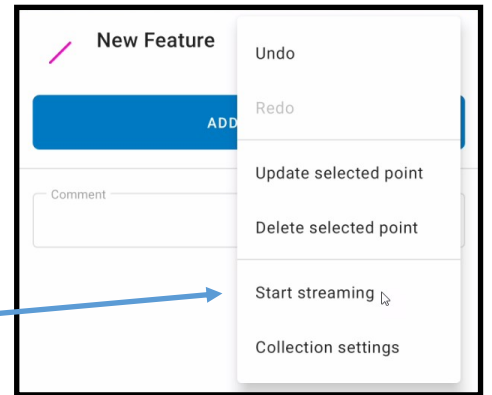 New Feature
ADD
Comment
Undo
Redo
Update selected point
Delete selected point
Start streaming
Collection settings